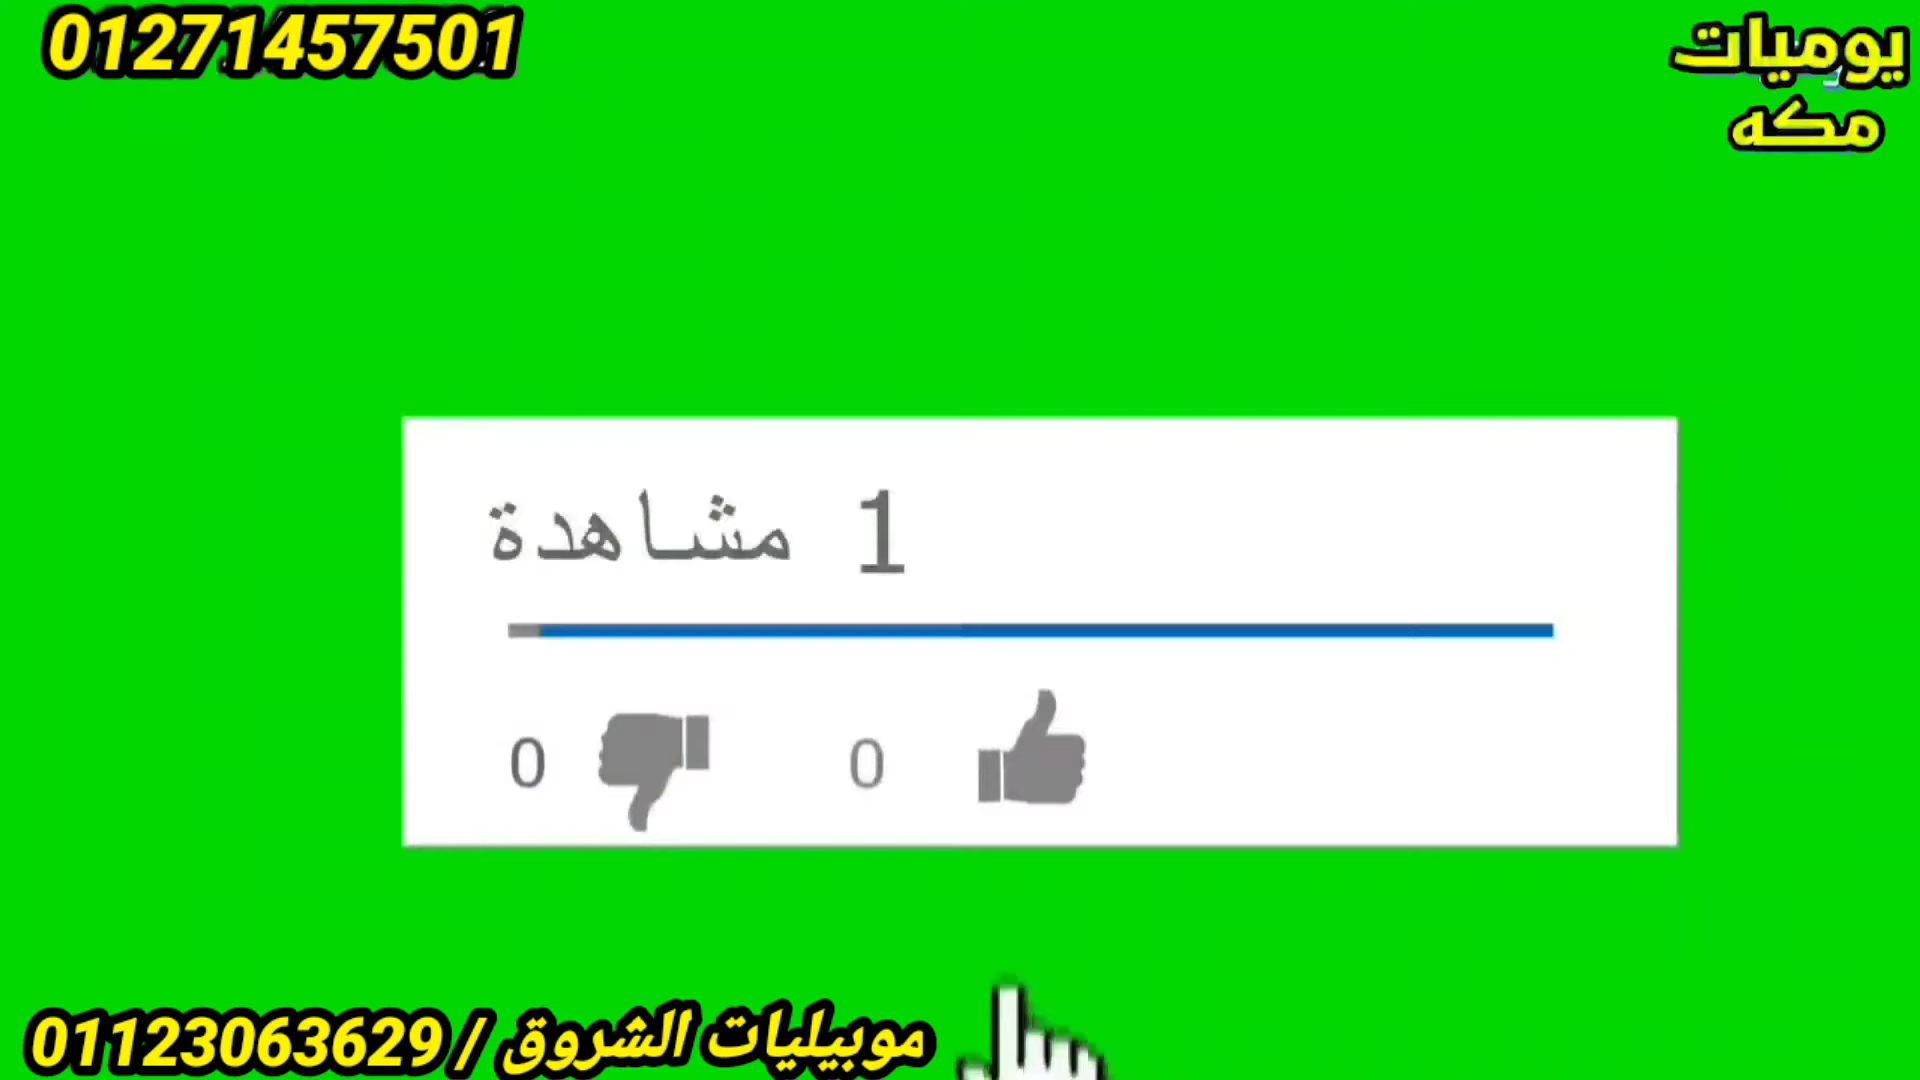 01271457501
يوميات
مكه
1 مشاهدة
0 0
موبيليات الشروق / 01123063629